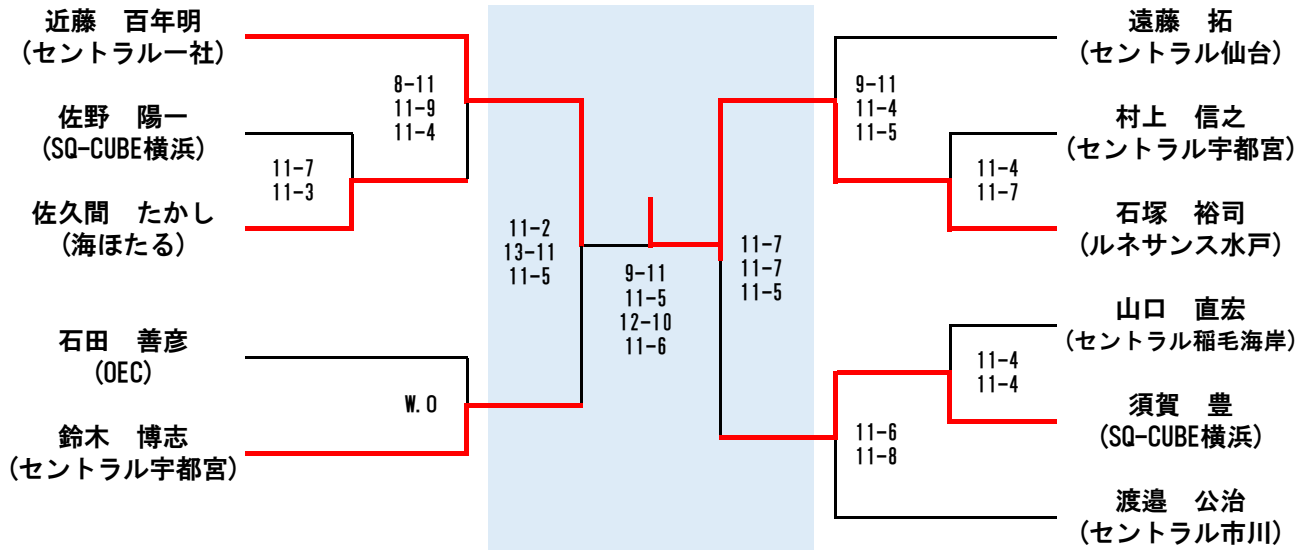 近藤　百年明
(セントラル一社)
佐野　陽一
(SQ-CUBE横浜)
佐久間　たかし
(海ほたる)
石田　善彦
(OEC)
鈴木　博志
(セントラル宇都宮)
8-11
11-9
11-4
11-7
11-3
W.O
11-2
13-11
11-5
9-11
11-5
12-10
11-6
11-7
11-7
11-5
9-11
11-4
11-5
11-4
11-7
11-4
11-4
11-6
11-8
遠藤　拓
(セントラル仙台)
村上　信之
(セントラル宇都宮)
石塚　裕司
(ルネサンス水戸)
山口　直宏
(セントラル稲毛海岸)
須賀　豊
(SQ-CUBE横浜)
渡邉　公治
(セントラル市川)